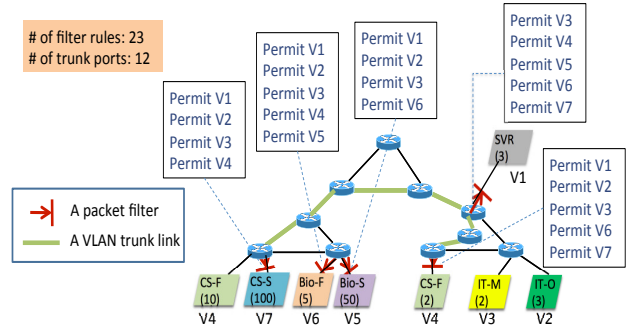 # of filter rules: 23
# of trunk ports: 12
Permit V1
Permit V2
Permit V3
Permit V4
Permit V1
Permit V2
Permit V3
Permit V4
Permit V5
Permit V1
Permit V2
Permit V3
Permit V6
Permit V3
Permit V4
Permit V5
Permit V6
Permit V7
SVR
(3)
V1
Permit V1
Permit V2
Permit V3
Permit V6
Permit V7
A packet filter
A VLAN trunk link
CS-F
(10)
V4
CS-S
(100)
V7
Bio-F
(5)
V6
Bio-S
(50)
V5
CS-F
(2)
V4
IT-M
(2)
V3
IT-O
(3)
V2